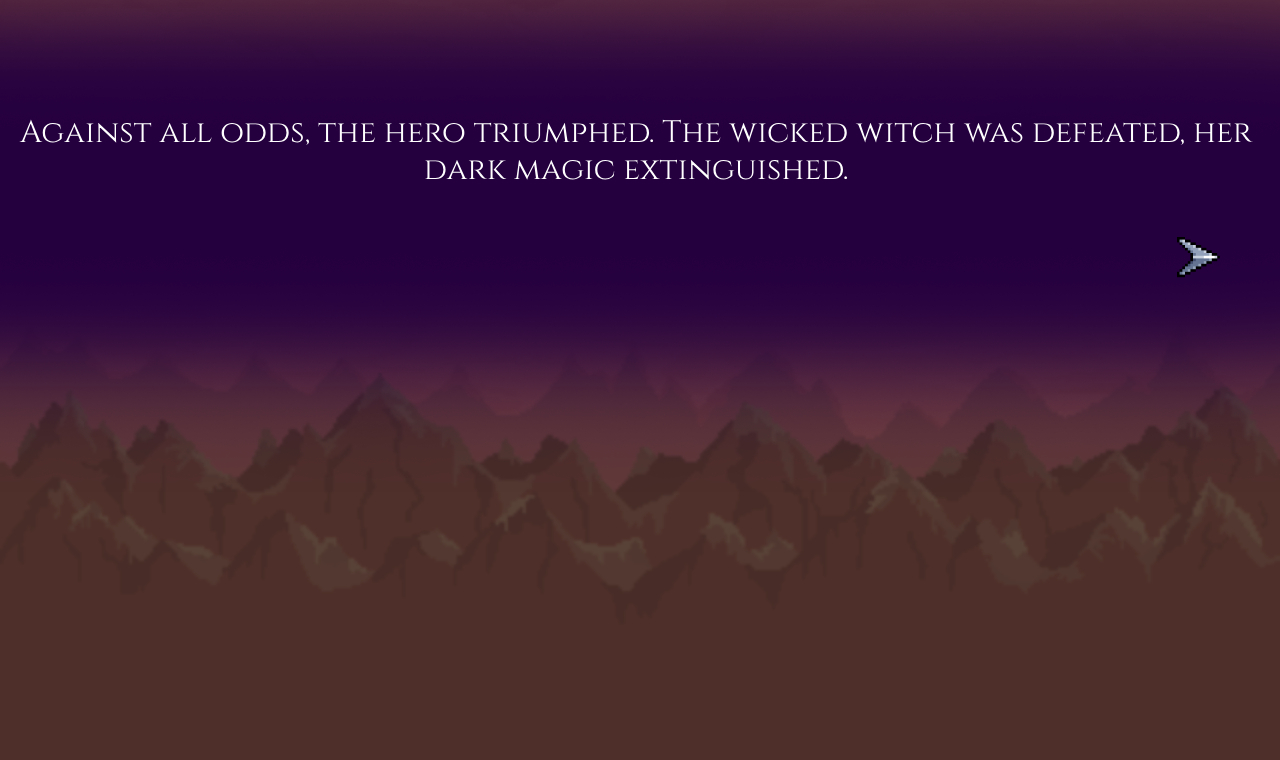 Against all odds, the hero triumphed. The wicked witch was defeated, her
dark magic extinguished.